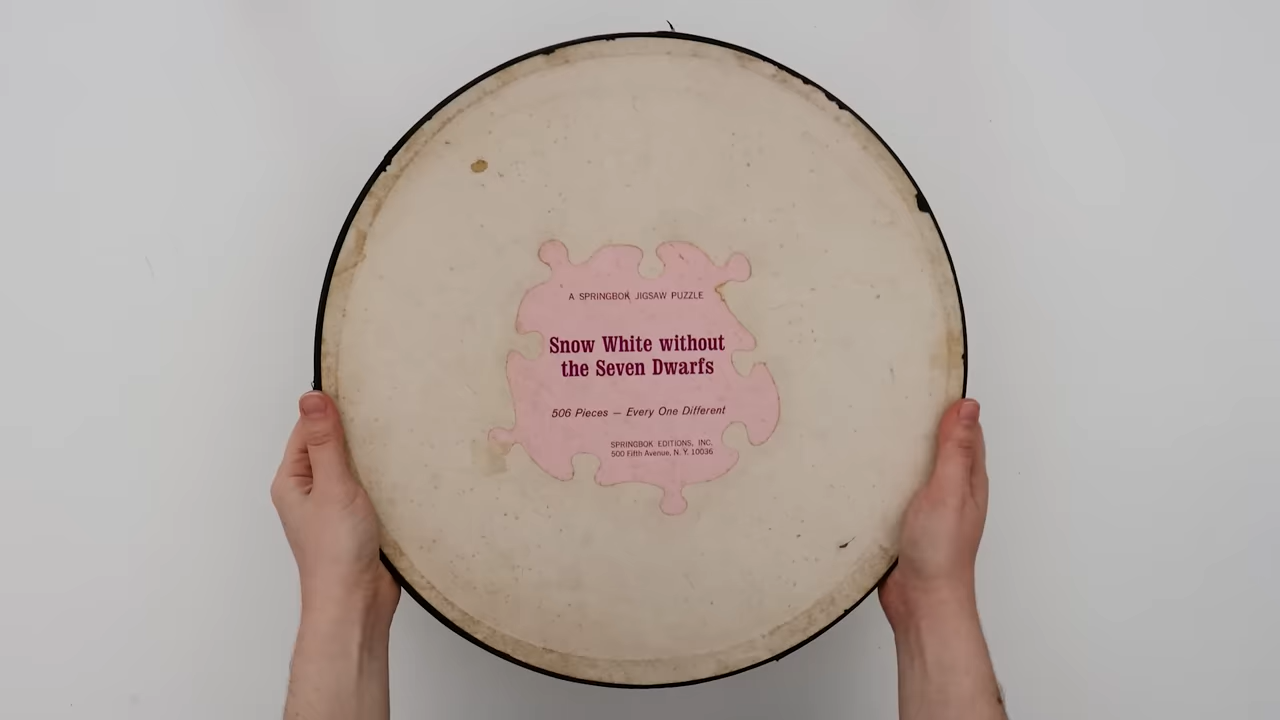 A SPRINGBOK JIGSAW PUZZLE
Snow White without
the Seven Dwarfs
506 Pieces — Every One Different
SPRINGBOK EDITIONS, INC.
500 Fifth Avenue, N. Y. 10036